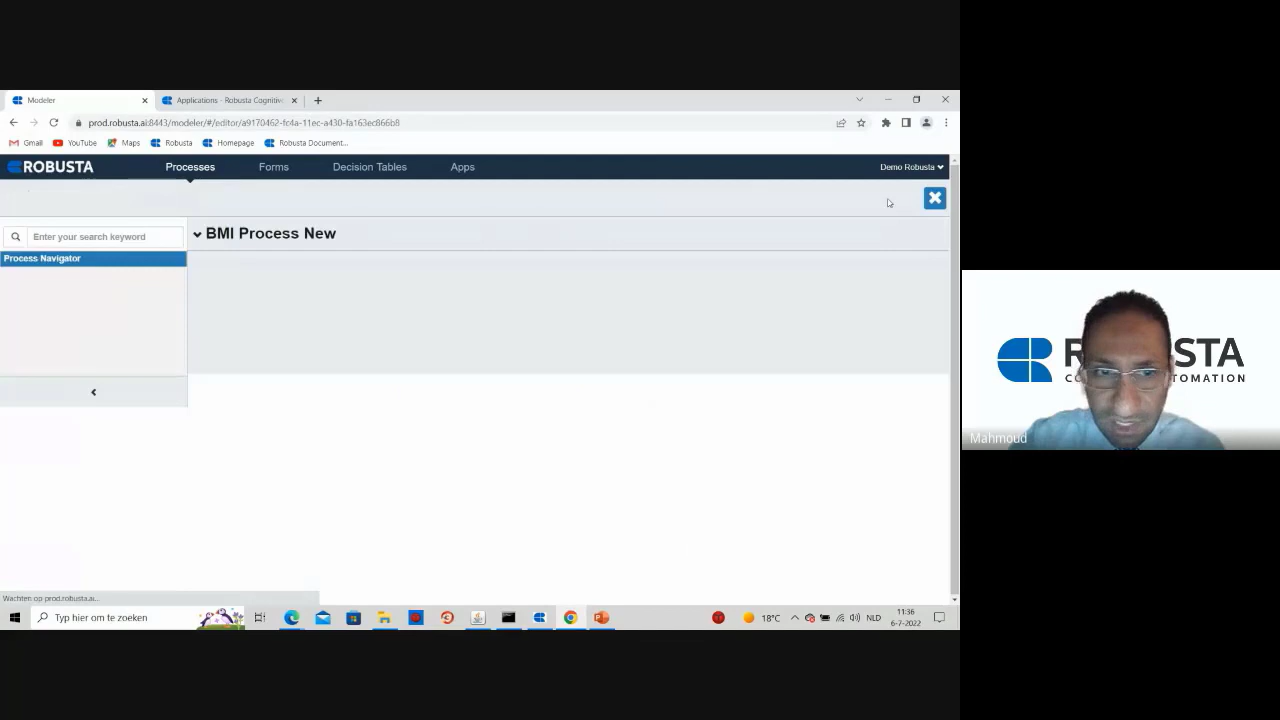 Modeler
Applications - Robusta Cognitive
prod.robusta.ai:8443/modeler/#/editor/a9170462-fc4a-11ec-a430-fa163ec866b8
Gmail YouTube Maps Robusta Homepage Robusta Document...
ROBUSTA Processes Forms Decision Tables Apps Demo Robusta
Enter your search keyword
BMI Process New
Process Navigator
Wachten op prod.robusta.ai...
Typ hier om te zoeken
18°C NLD
11:36
6-7-2022
STA
TOMATION
Mahmoud